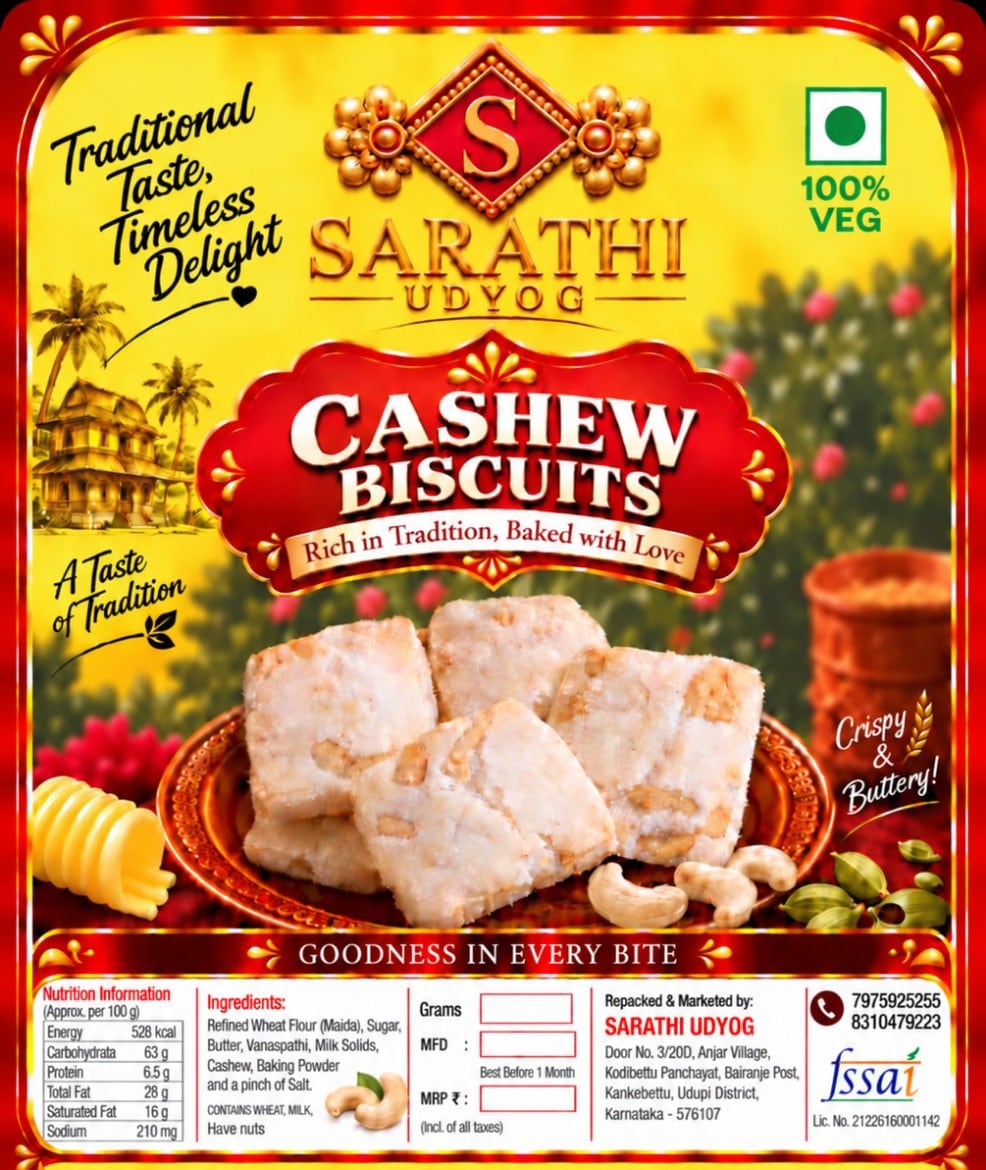 Traditional
Taste,
Timeless
Delight
S
SARATHI
UDYOG
100%
VEG
CASHEW
BISCUITS
Rich in Tradition, Baked with Love
A Taste
of Tradition
Crispy
&
Buttery!
GOODNESS IN EVERY BITE
Nutrition Information
(Approx. per 100 g)
Energy 528 kcal
Carbohydrata 63 g
Protein 6.5 g
Total Fat 28 g
Saturated Fat 16 g
Sodium 210 mg
Ingredients:
Refined Wheat Flour (Maida), Sugar,
Butter, Vanaspathi, Milk Solids,
Cashew, Baking Powder
and a pinch of Salt.
CONTAINS WHEAT, MILK,
Have nuts
Grams
MFD :
Best Before 1 Month
MRP ₹ :
(Incl. of all taxes)
Repacked & Marketed by:
SARATHI UDYOG
Door No. 3/20D, Anjar Village,
Kodibettu Panchayat, Bairanje Post,
Kankebettu, Udupi District,
Karnataka - 576107
7975925255
8310479223
fssai
Lic. No. 21226160001142